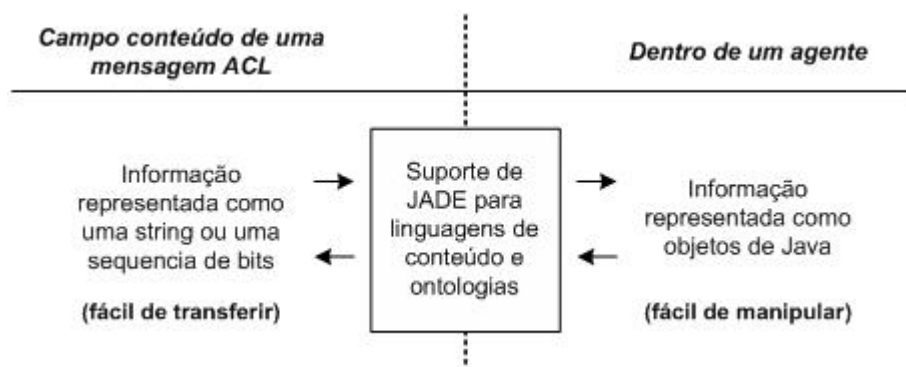 Campo conteúdo de uma
mensagem ACL
Dentro de um agente
Informação
representada como
uma string ou uma
sequencia de bits
(fácil de transferir)
Suporte de
JADE para
linguagens de
conteúdo e
ontologias
Informação
representada como
objetos de Java
(fácil de manipular)